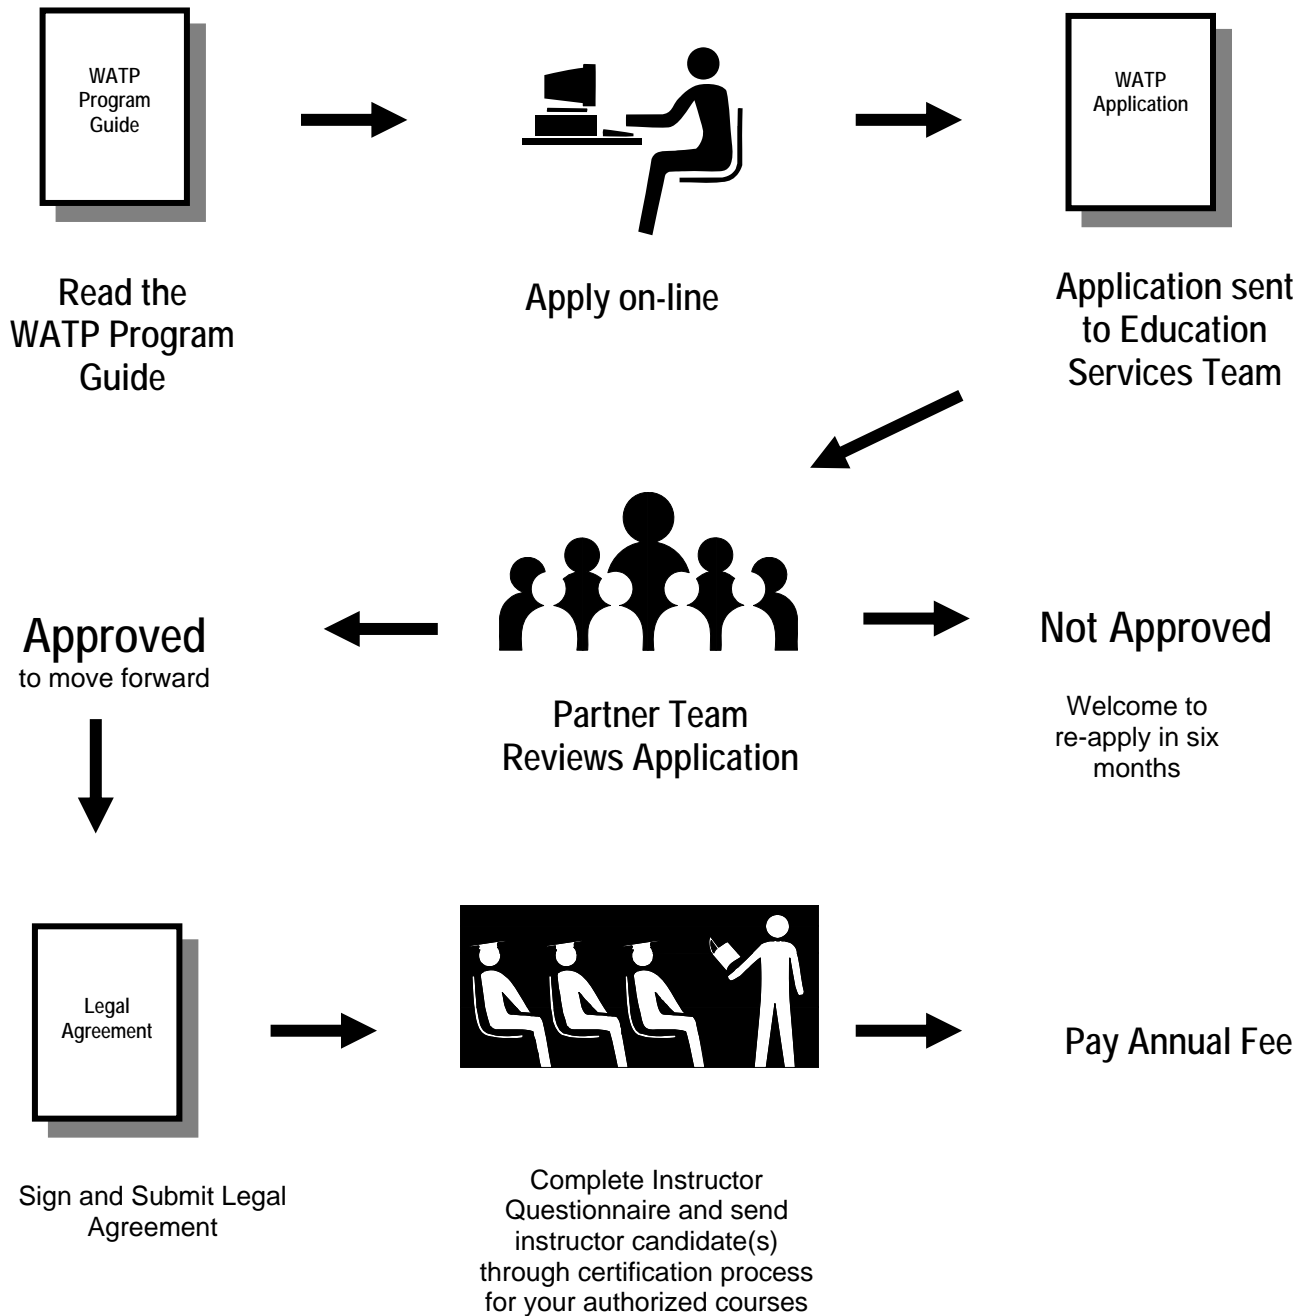 WATP
Program
Guide
WATP
Application
Read the
WATP Program
Guide
Apply on-line
Application sent
to Education
Services Team
Approved
to move forward
Partner Team
Reviews Application
Not Approved
Welcome to
re-apply in six
months
Legal
Agreement
Sign and Submit Legal
Agreement
Complete Instructor
Questionnaire and send
instructor candidate(s)
through certification process
for your authorized courses
Pay Annual Fee